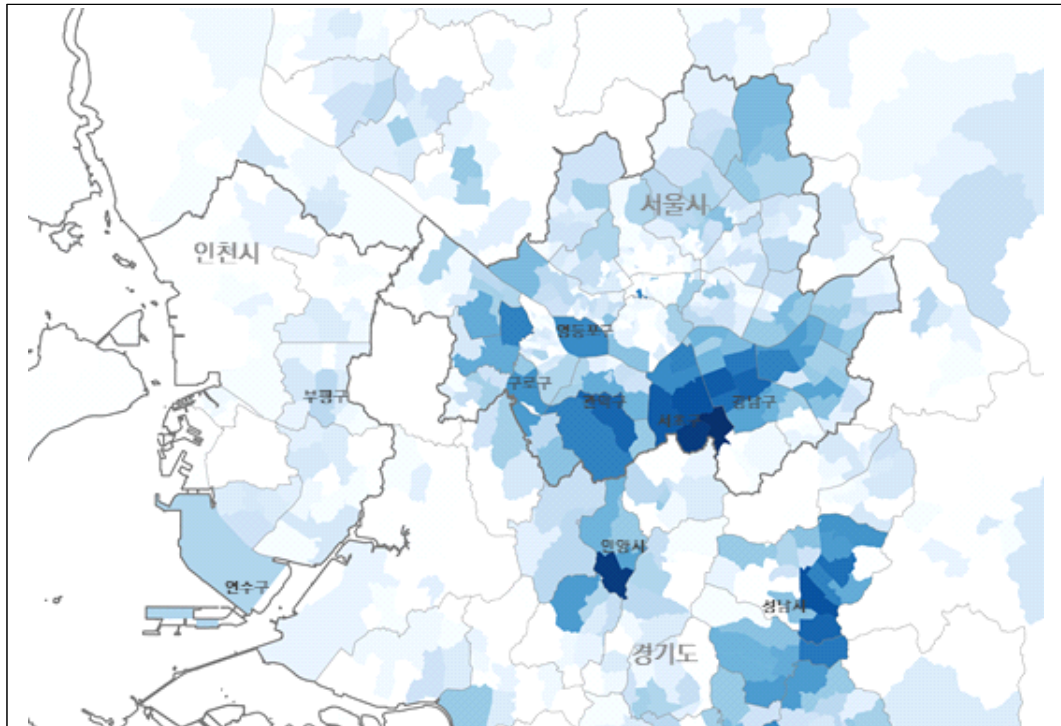 서울시
인천시
영등포구
구로구
부평구
관악구
강남구
서초구
안양시
연수구
성남시
경기도